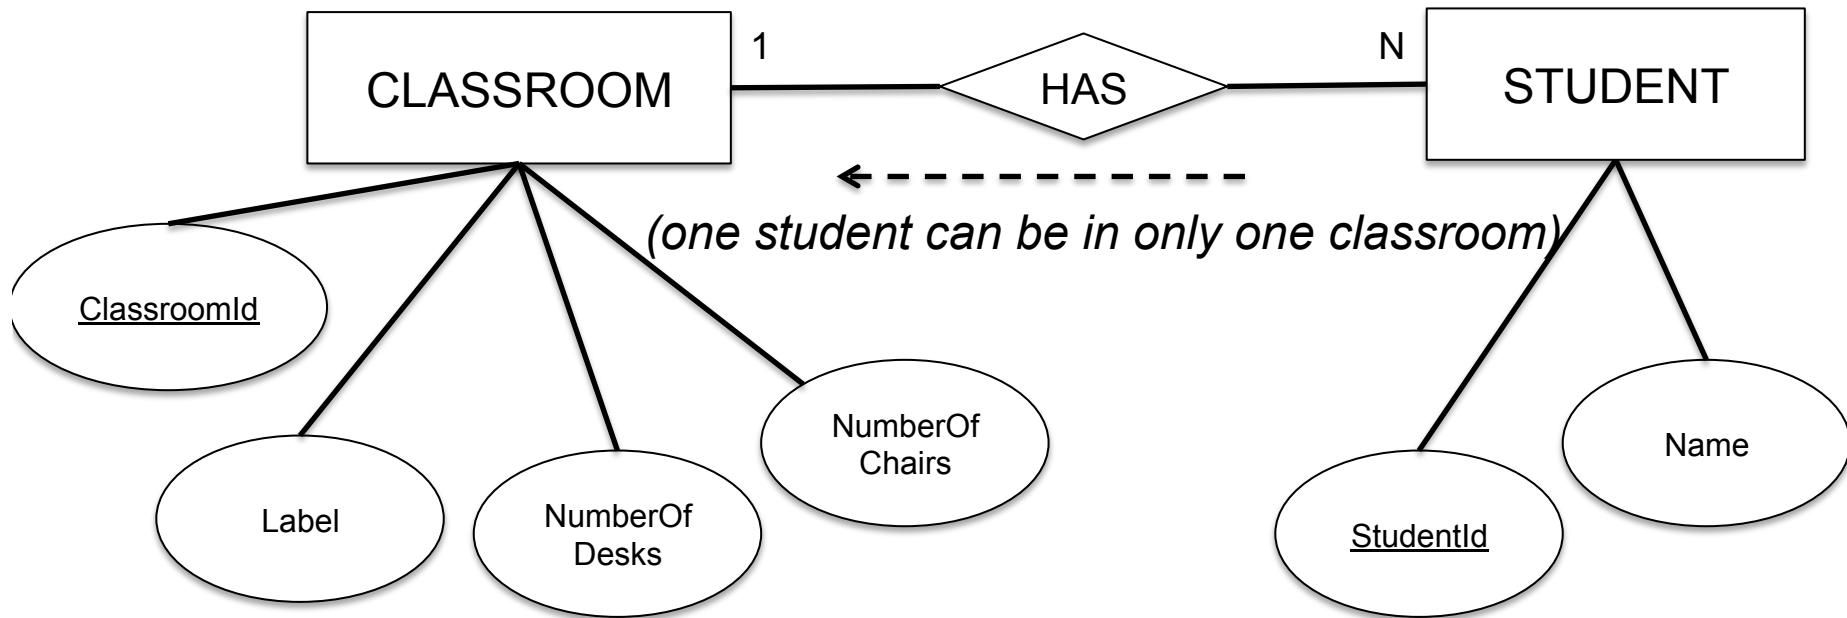 CLASSROOM
1
HAS
N
STUDENT
(one student can be in only one classroom)
ClassroomId
Label
NumberOf
Desks
NumberOf
Chairs
StudentId
Name